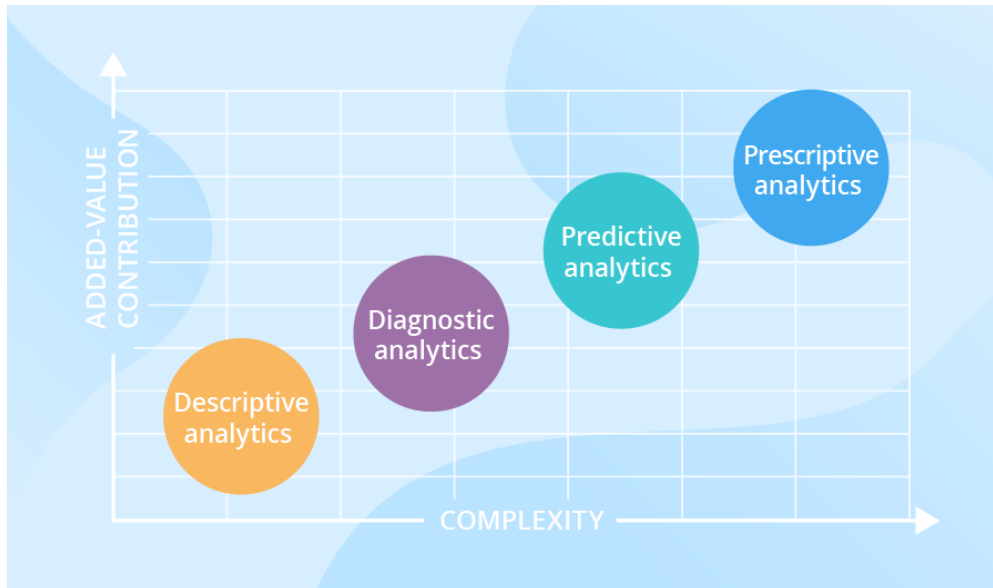 ADDED-VALUE
CONTRIBUTION
Prescriptive
analytics
Predictive
analytics
Diagnostic
analytics
Descriptive
analytics
COMPLEXITY